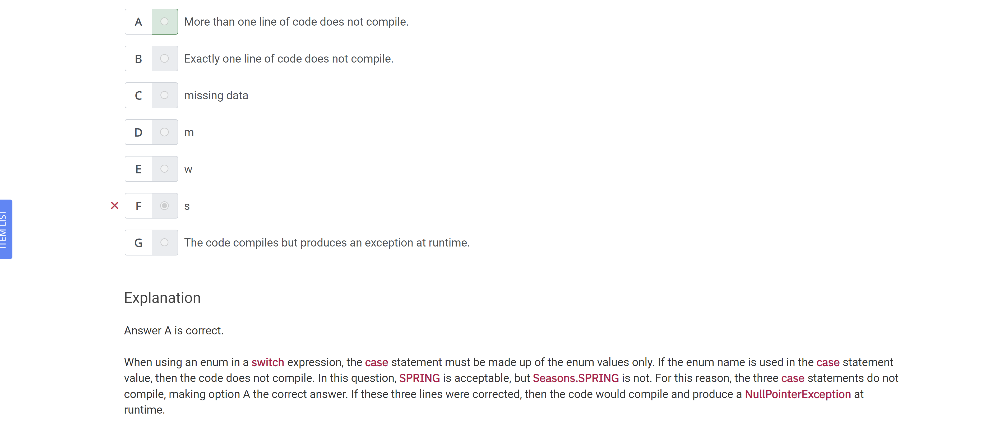 A More than one line of code does not compile.
B Exactly one line of code does not compile.
C missing data
D m
E w
F s
G The code compiles but produces an exception at runtime.
ITEM LIST
Explanation
Answer A is correct.
When using an enum in a switch expression, the case statement must be made up of the enum values only. If the enum name is used in the case statement
value, then the code does not compile. In this question, SPRING is acceptable, but Seasons.SPRING is not. For this reason, the three case statements do not
compile, making option A the correct answer. If these three lines were corrected, then the code would compile and produce a NullPointerException at
runtime.